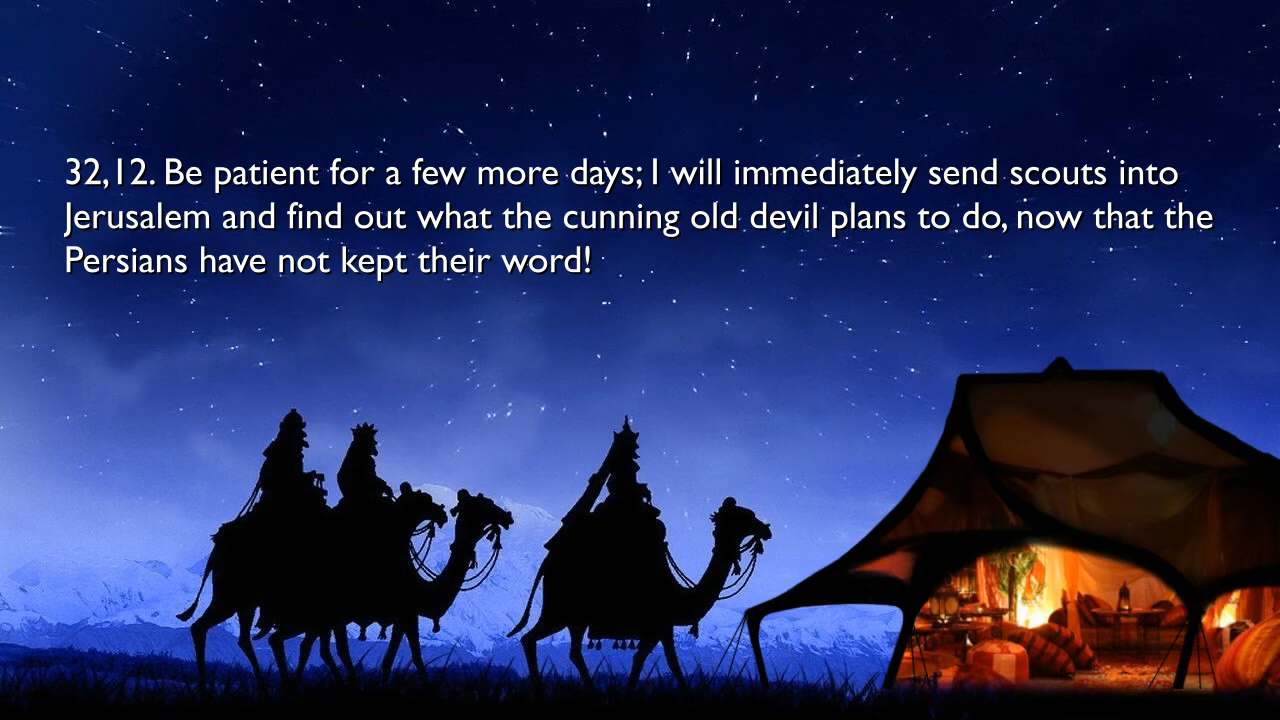 32,12. Be patient for a few more days; I will immediately send scouts into
Jerusalem and find out what the cunning old devil plans to do, now that the
Persians have not kept their word!